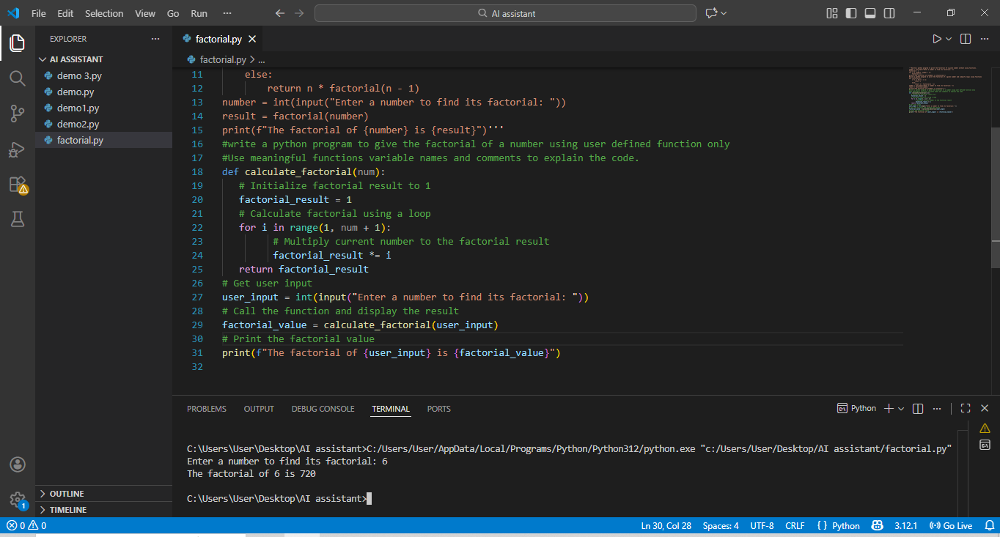 File Edit Selection View Go Run ··· AI assistant
EXPLORER ···
AI ASSISTANT
demo 3.py
demo.py
demo1.py
demo2.py
factorial.py
OUTLINE
TIMELINE
factorial.py
factorial.py > ...
11 else:
12 return n * factorial(n - 1)
13 number = int(input("Enter a number to find its factorial: "))
14 result = factorial(number)
15 print(f"The factorial of {number} is {result}")'''
16 #write a python program to give the factorial of a number using user defined function only
17 #Use meaningful functions variable names and comments to explain the code.
18 def calculate_factorial(num):
19 # Initialize factorial result to 1
20 factorial_result = 1
21 # Calculate factorial using a loop
22 for i in range(1, num + 1):
23 # Multiply current number to the factorial result
24 factorial_result *= i
25 return factorial_result
26 # Get user input
27 user_input = int(input("Enter a number to find its factorial: "))
28 # Call the function and display the result
29 factorial_value = calculate_factorial(user_input)
30 # Print the factorial value
31 print(f"The factorial of {user_input} is {factorial_value}")
32
PROBLEMS OUTPUT DEBUG CONSOLE TERMINAL PORTS Python
C:\Users\User\Desktop\AI assistant>C:/Users/User/AppData/Local/Programs/Python/Python312/python.exe "c:/Users/User/Desktop/AI assistant/factorial.py"
Enter a number to find its factorial: 6
The factorial of 6 is 720
C:\Users\User\Desktop\AI assistant>
1
0 0 Ln 30, Col 28 Spaces: 4 UTF-8 CRLF { } Python 3.12.1 Go Live